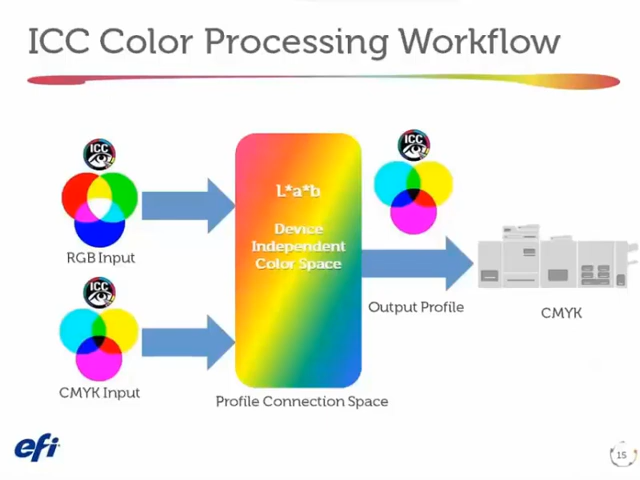 ICC Color Processing Workflow
ICC
RGB Input
ICC
CMYK Input
L*a*b
Device
Independent
Color Space
Profile Connection Space
ICC
Output Profile
CMYK
efi
15